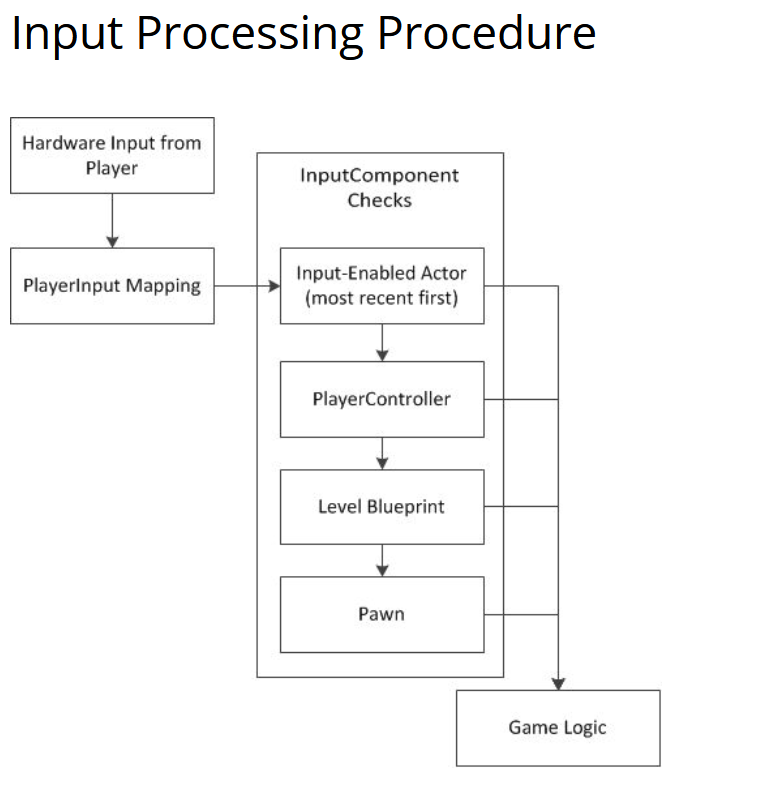 Input Processing Procedure
Hardware Input from
Player
PlayerInput Mapping
InputComponent
Checks
Input-Enabled Actor
(most recent first)
PlayerController
Level Blueprint
Pawn
Game Logic